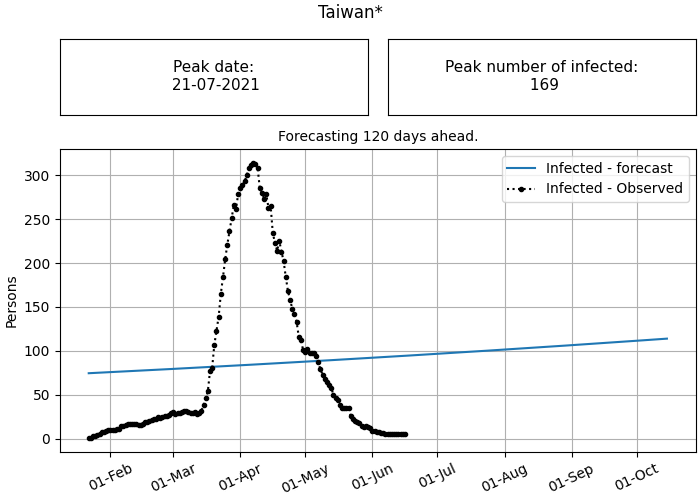 Taiwan*
Peak date:
21-07-2021
Peak number of infected:
169
Forecasting 120 days ahead.
Infected - forecast
Infected - Observed
Persons
300
250
200
150
100
50
0
01-Feb
01-Mar
01-Apr
01-May
01-Jun
01-Jul
01-Aug
01-Sep
01-Oct